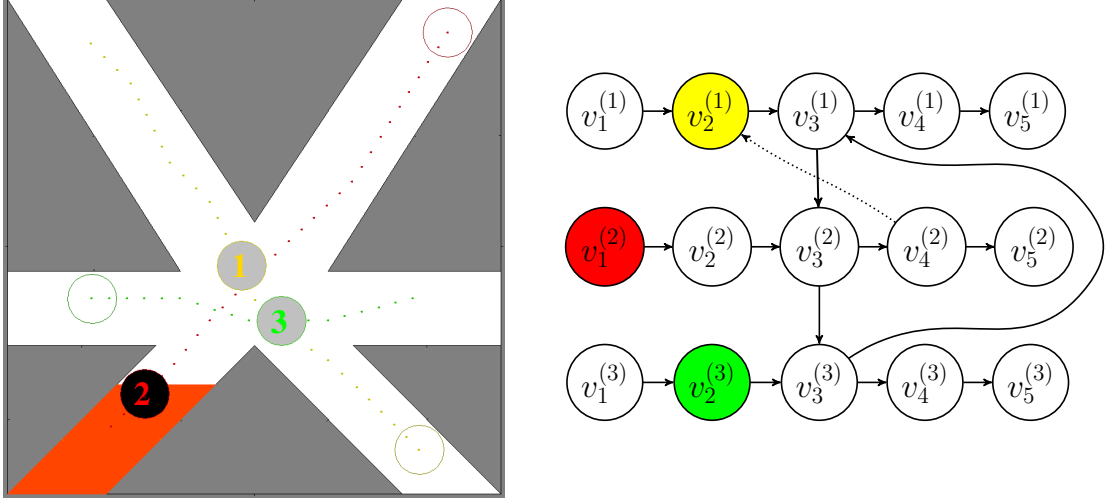 1
3
2
v_1^{(1)} v_2^{(1)} v_3^{(1)} v_4^{(1)} v_5^{(1)}
v_1^{(2)} v_2^{(2)} v_3^{(2)} v_4^{(2)} v_5^{(2)}
v_1^{(3)} v_2^{(3)} v_3^{(3)} v_4^{(3)} v_5^{(3)}